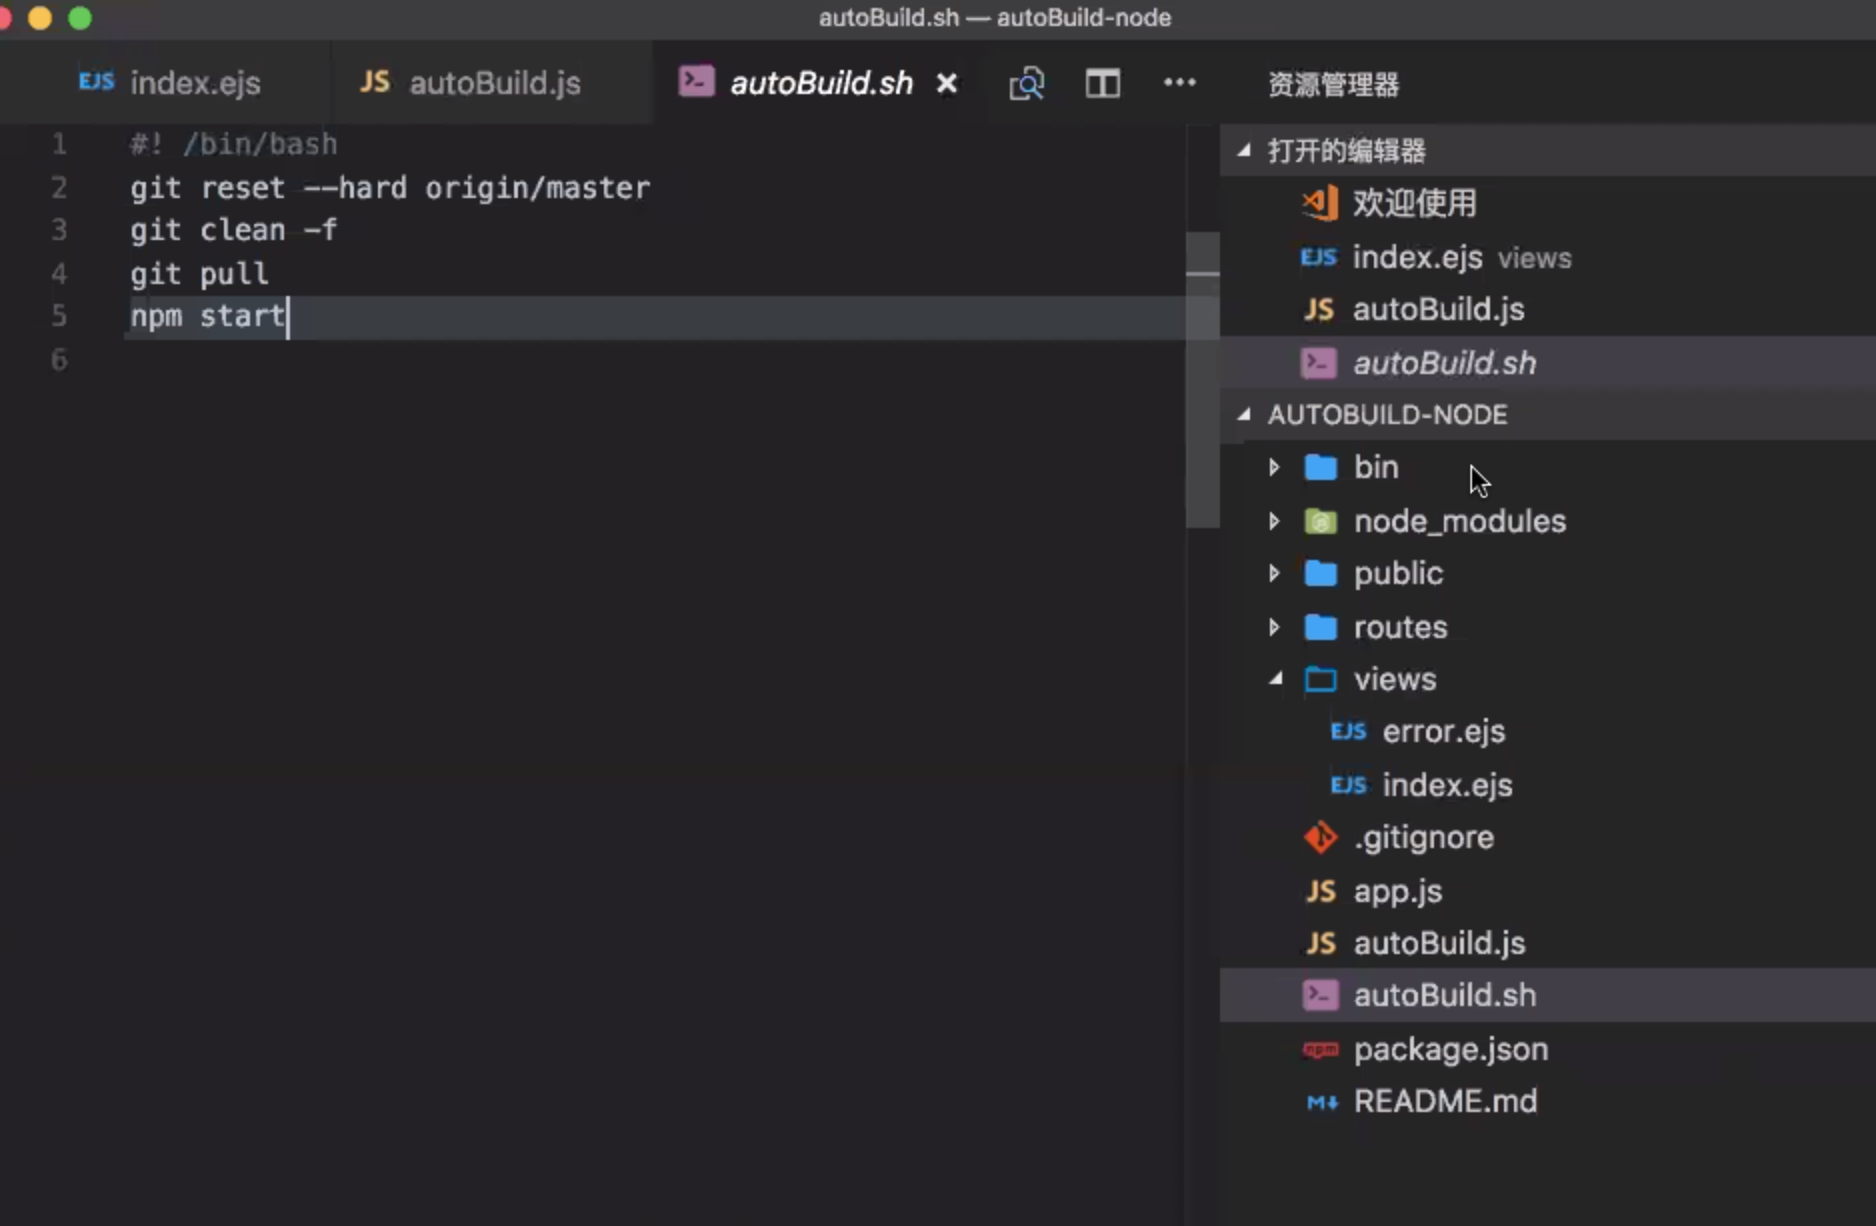 autoBuild.sh — autoBuild-node
EJS index.ejs
JS autoBuild.js
autoBuild.sh
资源管理器
1 #! /bin/bash
2 git reset --hard origin/master
3 git clean -f
4 git pull
5 npm start
6
打开的编辑器
欢迎使用
EJS index.ejs views
JS autoBuild.js
autoBuild.sh
AUTOBUILD-NODE
bin
node_modules
public
routes
views
EJS error.ejs
EJS index.ejs
.gitignore
JS app.js
JS autoBuild.js
autoBuild.sh
npm package.json
M README.md